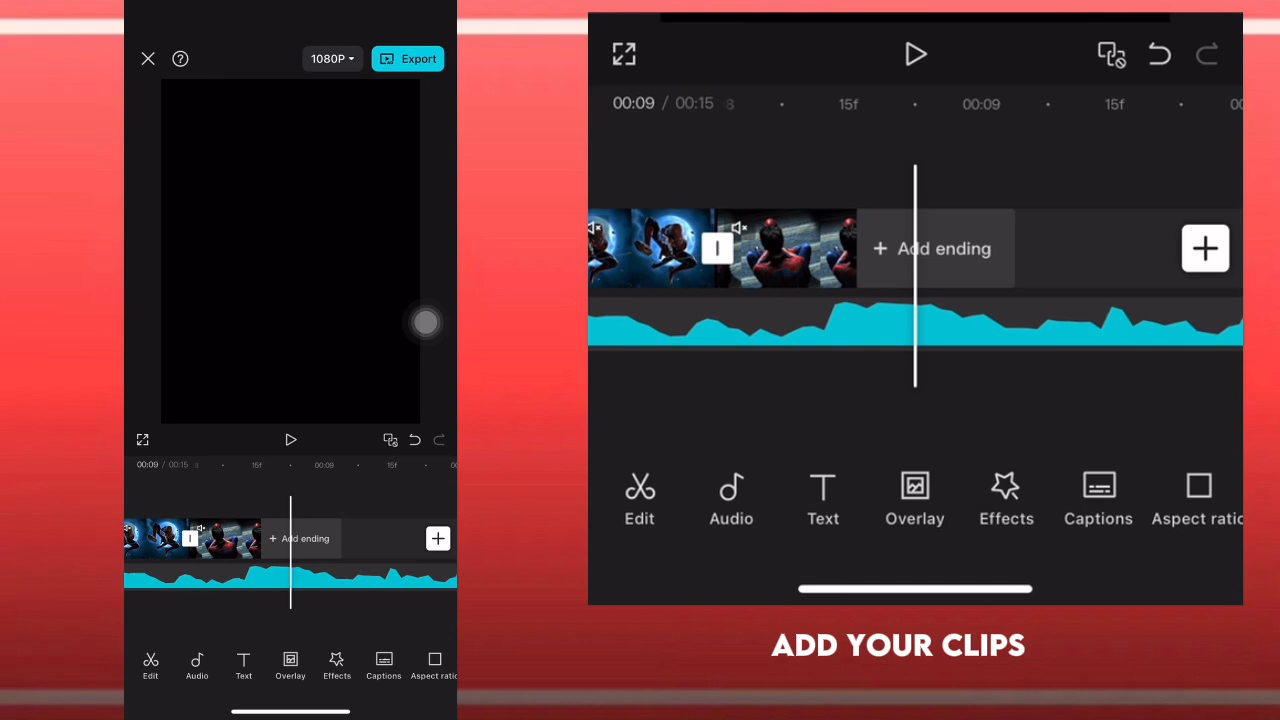 1080P
Export
00:09 / 00:15
15f
00:09
15f
Add ending
Edit
Audio
Text
Overlay
Effects
Captions
Aspect ratio
00:09 / 00:15
15f
00:09
15f
Add ending
Edit
Audio
Text
Overlay
Effects
Captions
Aspect ratic
ADD YOUR CLIPS